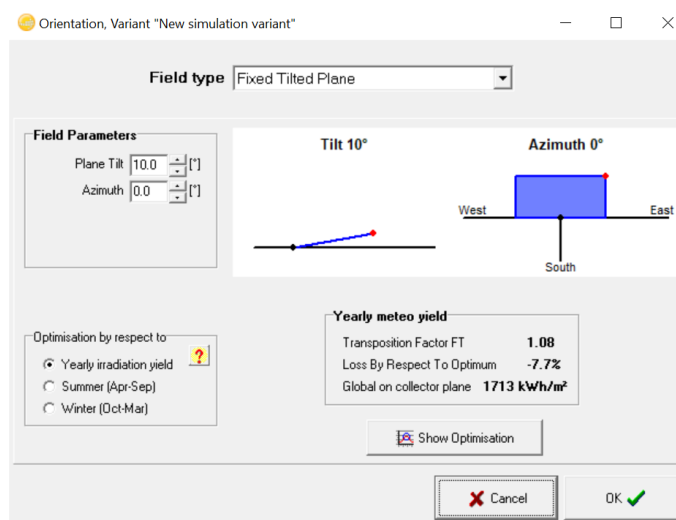 Orientation, Variant "New simulation variant"
Field type Fixed Tilted Plane
Field Parameters
Plane Tilt 10.0 [°]
Azimuth 0.0 [°]
Tilt 10°
Azimuth 0°
West
East
South
Optimisation by respect to
Yearly irradiation yield
?
Summer (Apr-Sep)
Winter (Oct-Mar)
Yearly meteo yield
Transposition Factor FT 1.08
Loss By Respect To Optimum -7.7%
Global on collector plane 1713 kWh/m²
Show Optimisation
Cancel
OK